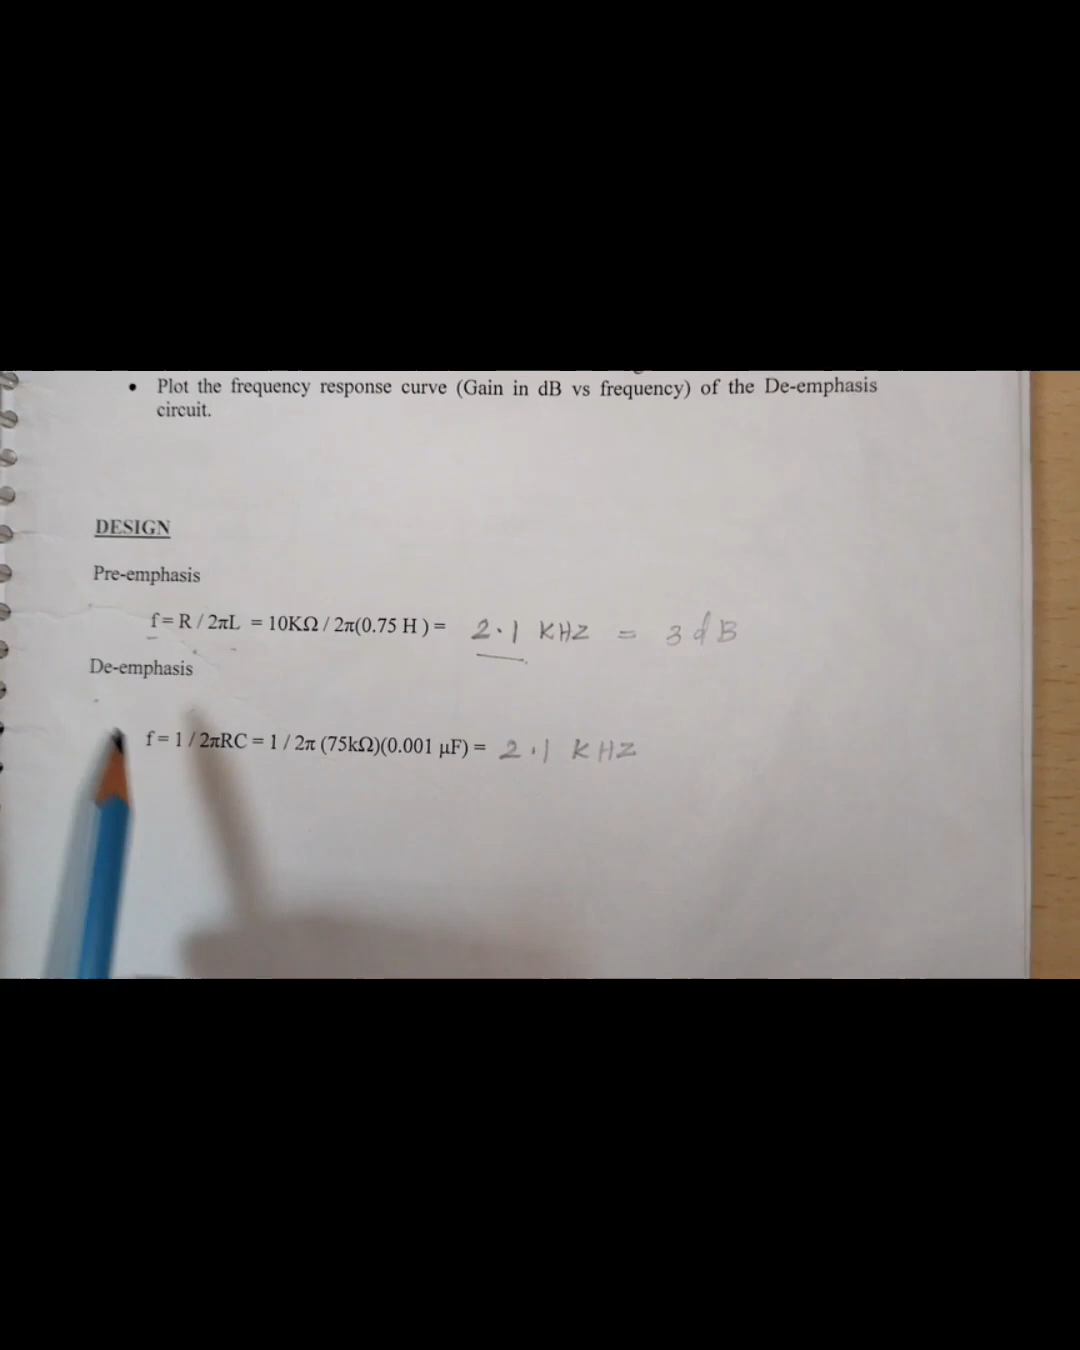 • Plot the frequency response curve (Gain in dB vs frequency) of the De-emphasis
circuit.
DESIGN
Pre-emphasis
f= R / 2πL = 10KΩ / 2π(0.75 H ) = 2.1 KHZ = 3 dB
De-emphasis
f= 1 / 2πRC = 1 / 2π (75kΩ)(0.001 µF) = 2.1 KHZ